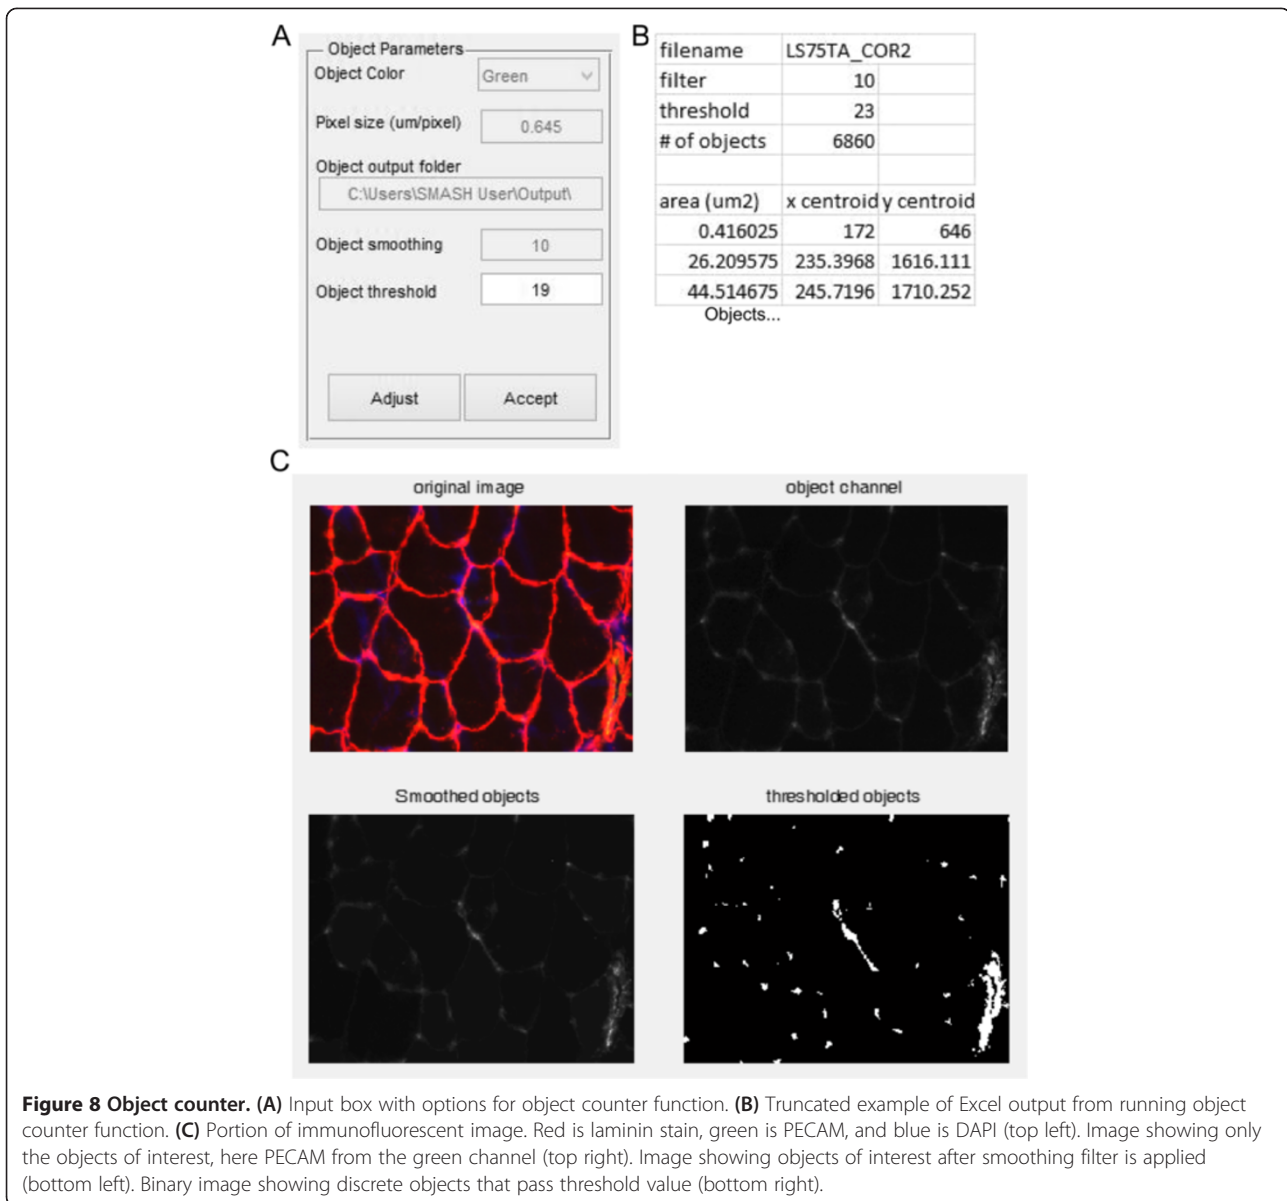 A
Object Parameters
Object Color
Green
Pixel size (um/pixel)
0.645
Object output folder
C:\Users\SMASH User\Output\
Object smoothing
10
Object threshold
19
Adjust
Accept
B
filename LS75TA_COR2
filter 10
threshold 23
# of objects 6860
area (um2) x centroid y centroid
0.416025 172 646
26.209575 235.3968 1616.111
44.514675 245.7196 1710.252
Objects...
C
original image
object channel
Smoothed objects
thresholded objects
Figure 8 Object counter. (A) Input box with options for object counter function. (B) Truncated example of Excel output from running object
counter function. (C) Portion of immunofluorescent image. Red is laminin stain, green is PECAM, and blue is DAPI (top left). Image showing only
the objects of interest, here PECAM from the green channel (top right). Image showing objects of interest after smoothing filter is applied
(bottom left). Binary image showing discrete objects that pass threshold value (bottom right).